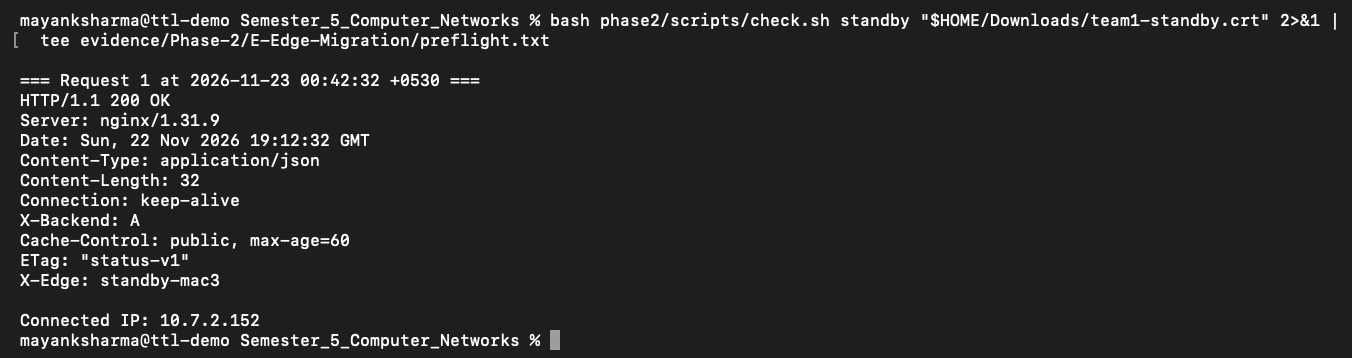 mayanksharma@ttl-demo Semester_5_Computer_Networks % bash phase2/scripts/check.sh standby "$HOME/Downloads/team1-standby.crt" 2>&1 |
[  tee evidence/Phase-2/E-Edge-Migration/preflight.txt
=== Request 1 at 2026-11-23 00:42:32 +0530 ===
HTTP/1.1 200 OK
Server: nginx/1.31.9
Date: Sun, 22 Nov 2026 19:12:32 GMT
Content-Type: application/json
Content-Length: 32
Connection: keep-alive
X-Backend: A
Cache-Control: public, max-age=60
ETag: "status-v1"
X-Edge: standby-mac3
Connected IP: 10.7.2.152
mayanksharma@ttl-demo Semester_5_Computer_Networks %